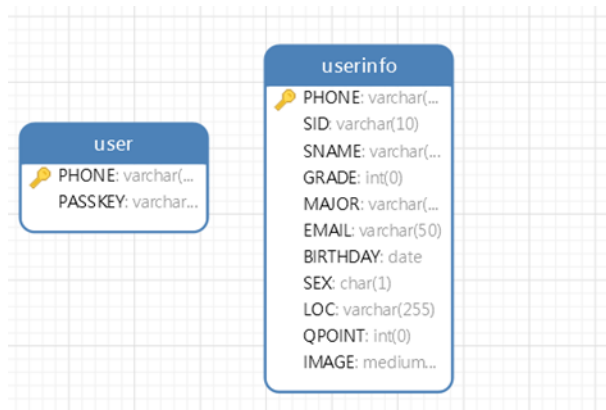 user
PHONE: varchar(...
PASSKEY: varchar...
userinfo
PHONE: varchar(...
SID: varchar(10)
SNAME: varchar(...
GRADE: int(0)
MAJOR: varchar(...
EMAIL: varchar(50)
BIRTHDAY: date
SEX: char(1)
LOC: varchar(255)
QPOINT: int(0)
IMAGE: medium...